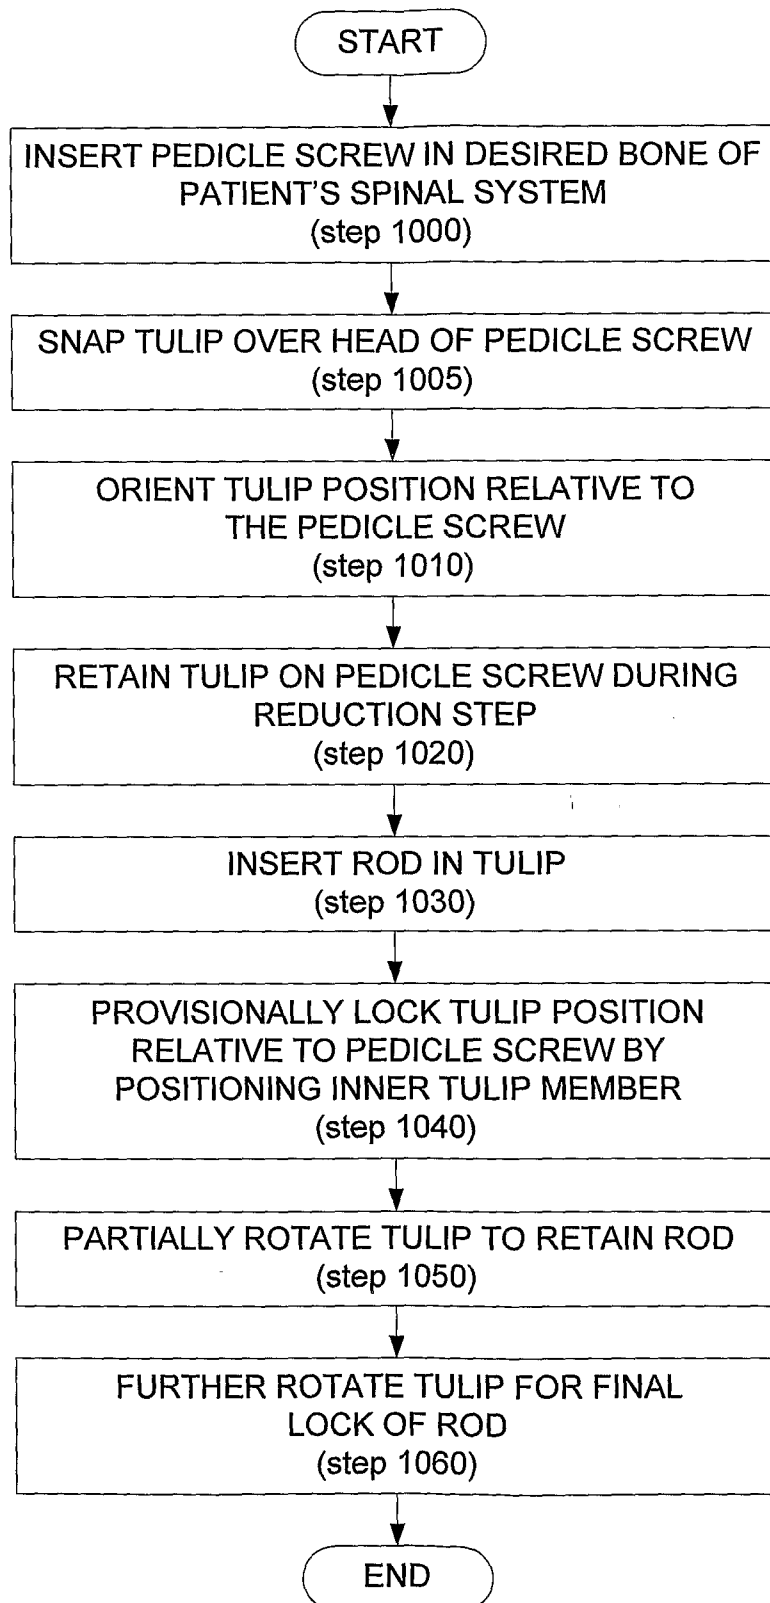 START
INSERT PEDICLE SCREW IN DESIRED BONE OF
PATIENT'S SPINAL SYSTEM
(step 1000)
SNAP TULIP OVER HEAD OF PEDICLE SCREW
(step 1005)
ORIENT TULIP POSITION RELATIVE TO
THE PEDICLE SCREW
(step 1010)
RETAIN TULIP ON PEDICLE SCREW DURING
REDUCTION STEP
(step 1020)
INSERT ROD IN TULIP
(step 1030)
PROVISIONALLY LOCK TULIP POSITION
RELATIVE TO PEDICLE SCREW BY
POSITIONING INNER TULIP MEMBER
(step 1040)
PARTIALLY ROTATE TULIP TO RETAIN ROD
(step 1050)
FURTHER ROTATE TULIP FOR FINAL
LOCK OF ROD
(step 1060)
END